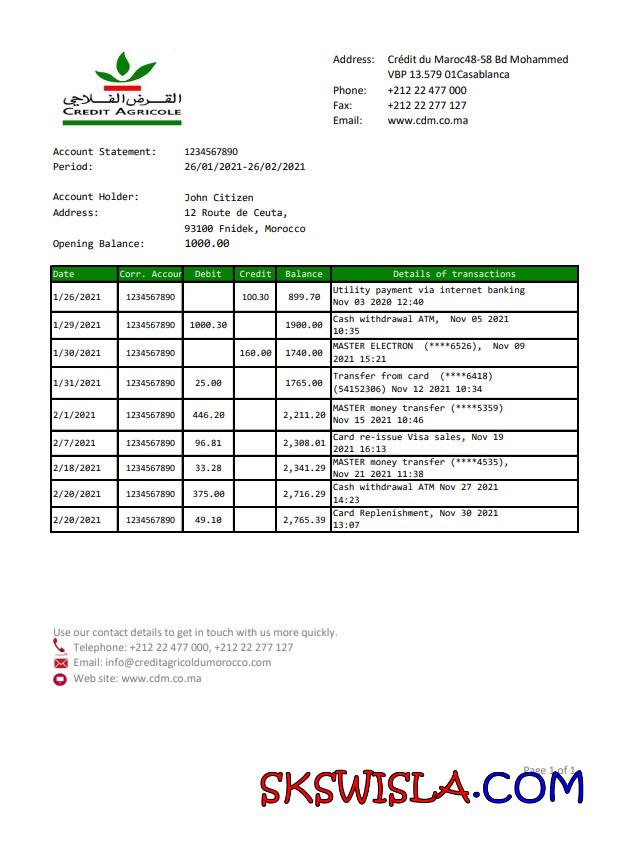 القرض الفلاحي
CREDIT AGRICOLE
Address: Crédit du Maroc48-58 Bd Mohammed
VBP 13.579 01Casablanca
Phone: +212 22 477 000
Fax: +212 22 277 127
Email: www.cdm.co.ma
Account Statement: 1234567890
Period: 26/01/2021-26/02/2021
Account Holder: John Citizen
Address: 12 Route de Ceuta,
93100 Fnidek, Morocco
Opening Balance: 1000.00
Date Corr. Accour Debit Credit Balance Details of transactions
1/26/2021 1234567890 100.30 899.70 Utility payment via internet banking
Nov 03 2020 12:40
1/29/2021 1234567890 1000.30 1900.00 Cash withdrawal ATM, Nov 05 2021
10:35
1/30/2021 1234567890 160.00 1740.00 MASTER ELECTRON (****6526), Nov 09
2021 15:21
1/31/2021 1234567890 25.00 1765.00 Transfer from card (****6418)
(54152306) Nov 12 2021 10:34
2/1/2021 1234567890 446.20 2,211.20 MASTER money transfer (****5359)
Nov 15 2021 10:46
2/7/2021 1234567890 96.81 2,308.01 Card re-issue Visa sales, Nov 19
2021 16:13
2/18/2021 1234567890 33.28 2,341.29 MASTER money transfer (****4535),
Nov 21 2021 11:38
2/20/2021 1234567890 375.00 2,716.29 Cash withdrawal ATM Nov 27 2021
14:23
2/20/2021 1234567890 49.10 2,765.39 Card Replenishment, Nov 30 2021
13:07
Use our contact details to get in touch with us more quickly.
Telephone: +212 22 477 000, +212 22 277 127
Email: info@creditagricoldumorocco.com
Web site: www.cdm.co.ma
Page 1 of 1
SKSWISLA.COM